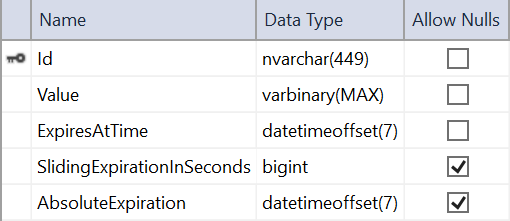 Name Data Type Allow Nulls
Id nvarchar(449)
Value varbinary(MAX)
ExpiresAtTime datetimeoffset(7)
SlidingExpirationInSeconds bigint
AbsoluteExpiration datetimeoffset(7)